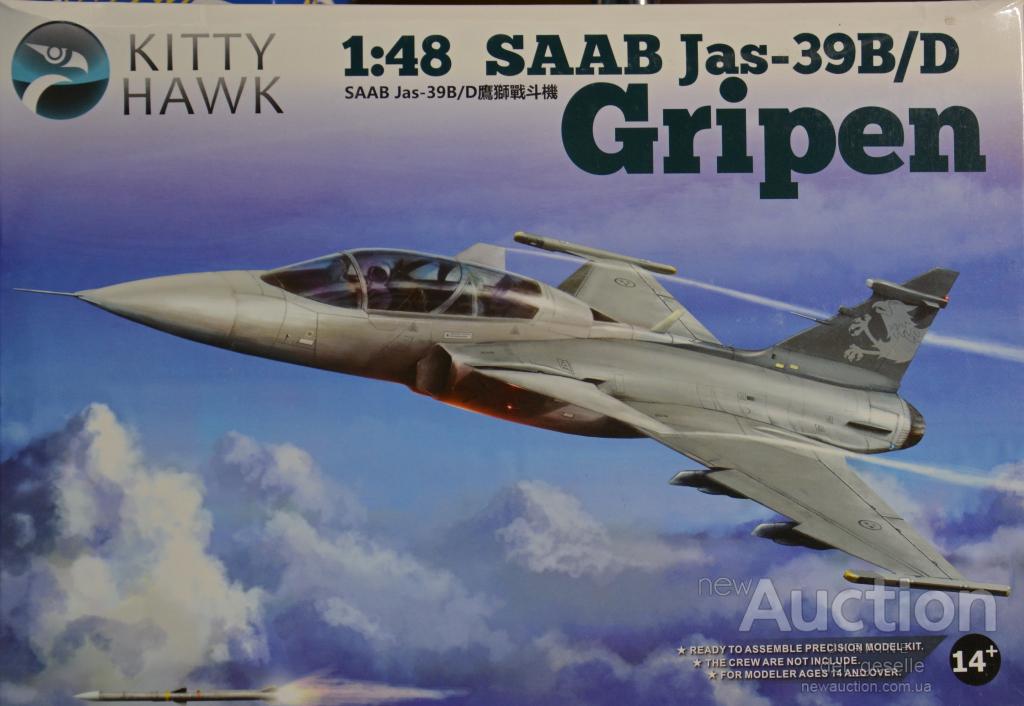 KITTY
HAWK
1:48 SAAB Jas-39B/D
SAAB Jas-39B/D鷹獅戰斗機
Gripen
new Auction
★ READY TO ASSEMBLE PRECISION MODEL KIT.
★ THE CREW ARE NOT INCLUDE.
geselle
★ FOR MODELER AGES 14 AND OVER.
14+
newauction.com.ua